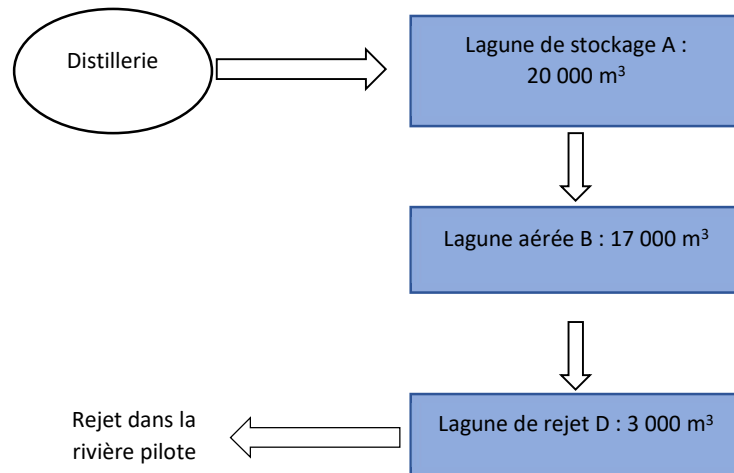 Distillerie
Lagune de stockage A :
20 000 m³
Lagune aérée B : 17 000 m³
Lagune de rejet D : 3 000 m³
Rejet dans la
rivière pilote